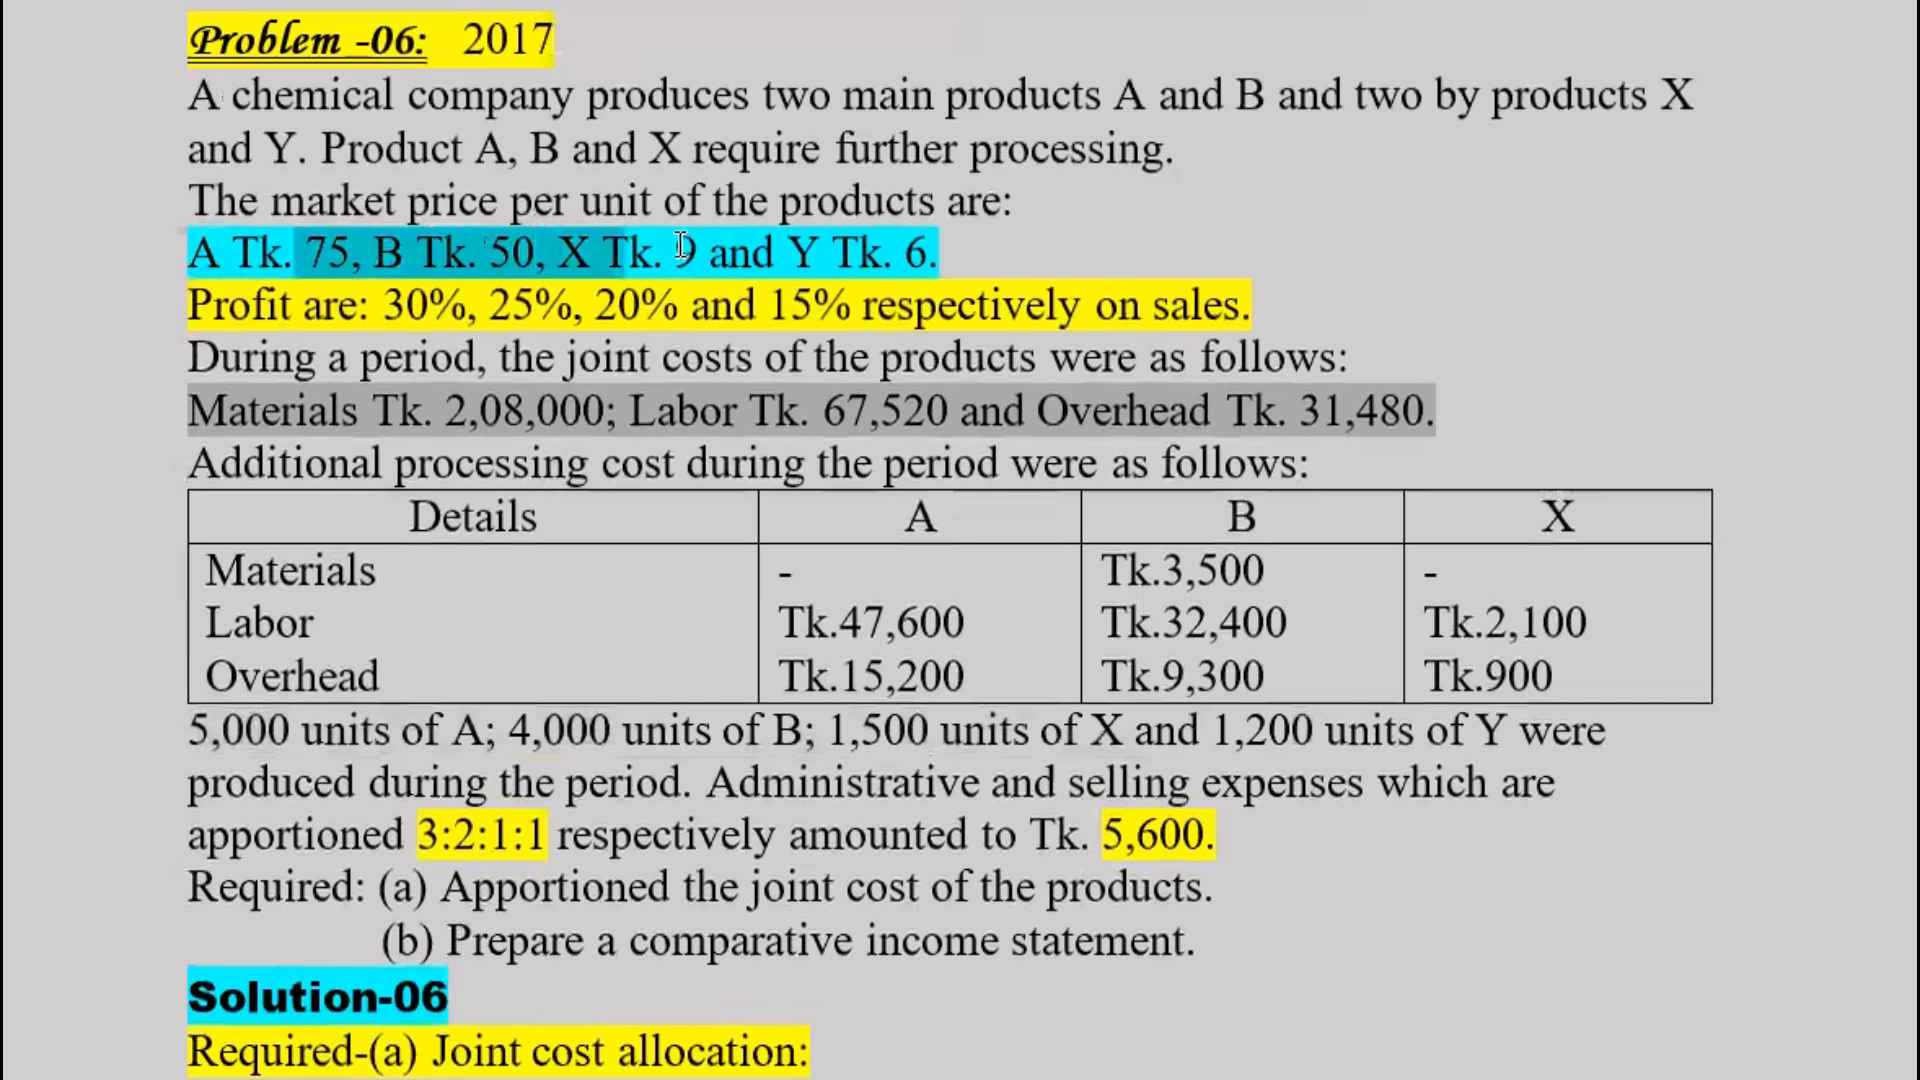 Problem -06: 2017
A chemical company produces two main products A and B and two by products X
and Y. Product A, B and X require further processing.
The market price per unit of the products are:
A Tk. 75, B Tk. 50, X Tk. 9 and Y Tk. 6.
Profit are: 30%, 25%, 20% and 15% respectively on sales.
During a period, the joint costs of the products were as follows:
Materials Tk. 2,08,000; Labor Tk. 67,520 and Overhead Tk. 31,480.
Additional processing cost during the period were as follows:
Details A B X
Materials - Tk.3,500 -
Labor Tk.47,600 Tk.32,400 Tk.2,100
Overhead Tk.15,200 Tk.9,300 Tk.900
5,000 units of A; 4,000 units of B; 1,500 units of X and 1,200 units of Y were
produced during the period. Administrative and selling expenses which are
apportioned 3:2:1:1 respectively amounted to Tk. 5,600.
Required: (a) Apportioned the joint cost of the products.
(b) Prepare a comparative income statement.
Solution-06
Required-(a) Joint cost allocation: